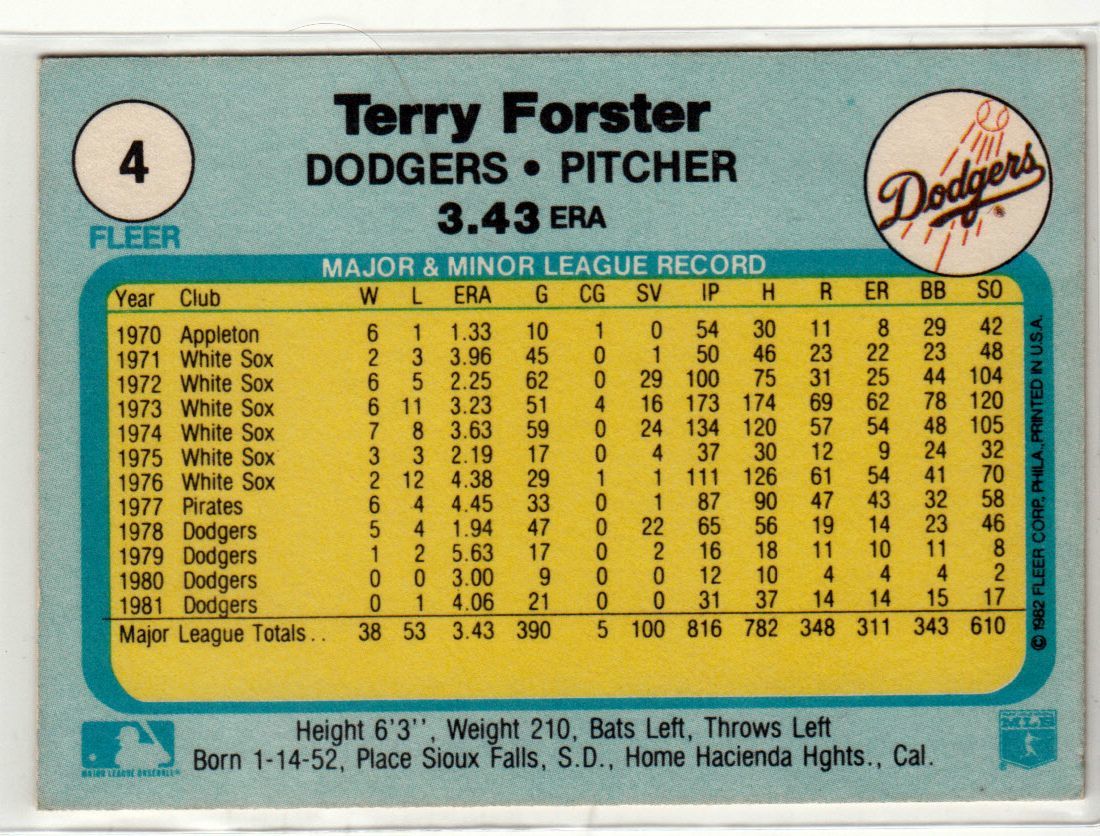 4
FLEER
Terry Forster
DODGERS • PITCHER
3.43 ERA
Dodgers
MAJOR & MINOR LEAGUE RECORD
Year Club W L ERA G CG SV IP H R ER BB SO
1970 Appleton 6 1 1.33 10 1 0 54 30 11 8 29 42
1971 White Sox 2 3 3.96 45 0 1 50 46 23 22 23 48
1972 White Sox 6 5 2.25 62 0 29 100 75 31 25 44 104
1973 White Sox 6 11 3.23 51 4 16 173 174 69 62 78 120
1974 White Sox 7 8 3.63 59 0 24 134 120 57 54 48 105
1975 White Sox 3 3 2.19 17 0 4 37 30 12 9 24 32
1976 White Sox 2 12 4.38 29 1 1 111 126 61 54 41 70
1977 Pirates 6 4 4.45 33 0 1 87 90 47 43 32 58
1978 Dodgers 5 4 1.94 47 0 22 65 56 19 14 23 46
1979 Dodgers 1 2 5.63 17 0 2 16 18 11 10 11 8
1980 Dodgers 0 0 3.00 9 0 0 12 10 4 4 4 2
1981 Dodgers 0 1 4.06 21 0 0 31 37 14 14 15 17
Major League Totals . . 38 53 3.43 390 5 100 816 782 348 311 343 610
© 1982 FLEER CORP., PHILA., PRINTED IN U.S.A.
Height 6'3'', Weight 210, Bats Left, Throws Left
Born 1-14-52, Place Sioux Falls, S.D., Home Hacienda Hghts., Cal.
MAJOR LEAGUE BASEBALL
MLB